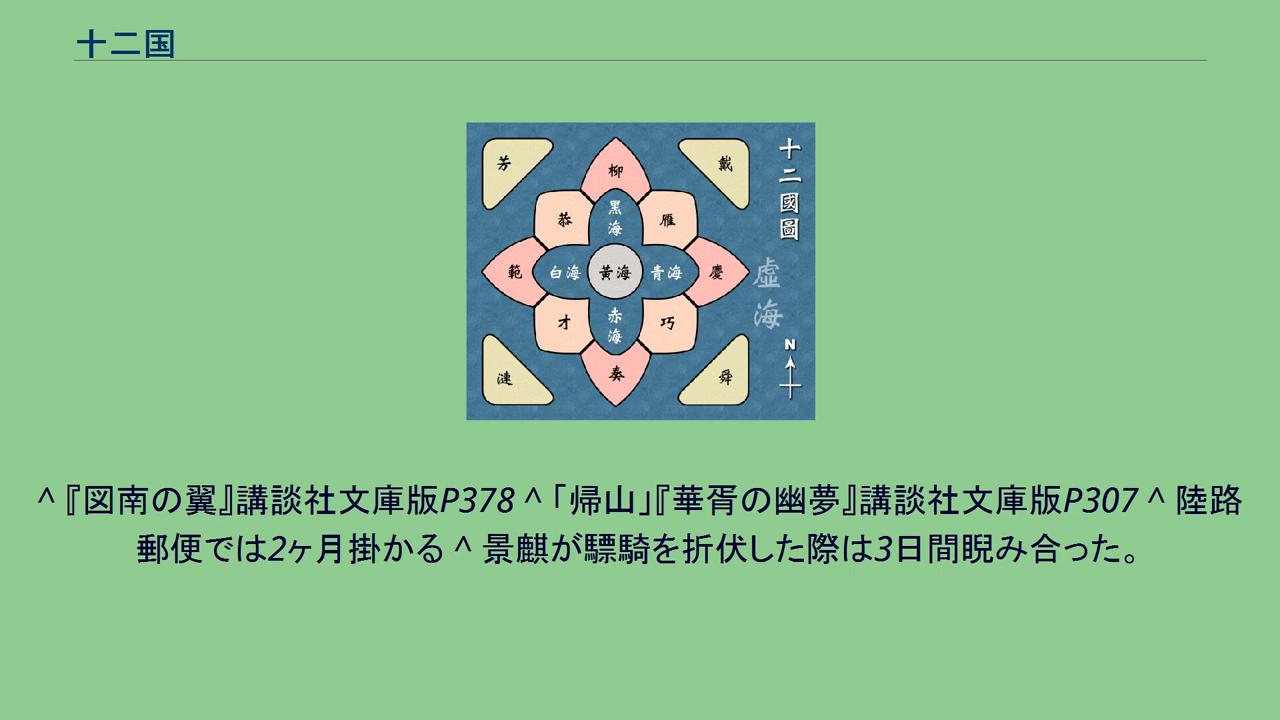 十二国
十二國圖
芳
柳
戴
恭
黒海
雁
範
白海
黃海
青海
慶
虛海
才
赤海
巧
N
漣
奏
舜
^『図南の翼』講談社文庫版P378 ^「帰山」『華胥の幽夢』講談社文庫版P307 ^ 陸路
郵便では2ヶ月掛かる ^ 景麒が驃騎を折伏した際は3日間睨み合った。